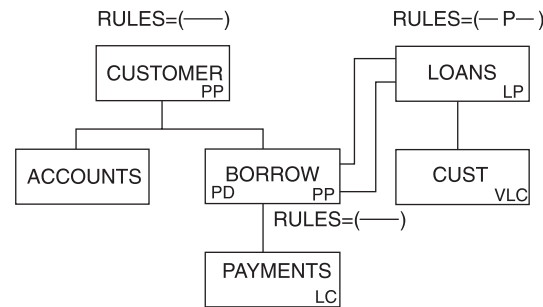 RULES=(——) RULES=(— P—)
CUSTOMER
PP
LOANS
LP
ACCOUNTS
BORROW
PD PP
CUST
VLC
RULES=(——)
PAYMENTS
LC